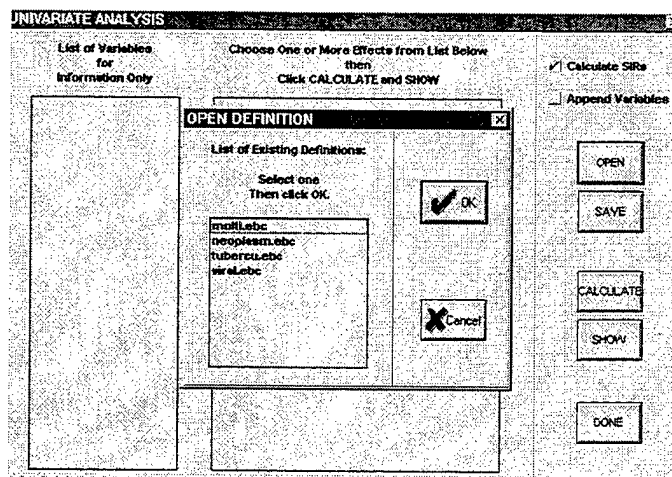 UNIVARIATE ANALYSIS
List of Variables
for
Information Only
Choose One or More Effects from List Below
then
Click CALCULATE and SHOW
Calculate SIRs
Append Variables
OPEN
SAVE
CALCULATE
SHOW
DONE
OPEN DEFINITION
List of Existing Definitions:
Select one
Then click OK.
multi.ebc
neoplasm.ebc
tubercu.ebc
viral.ebc
OK
Cancel